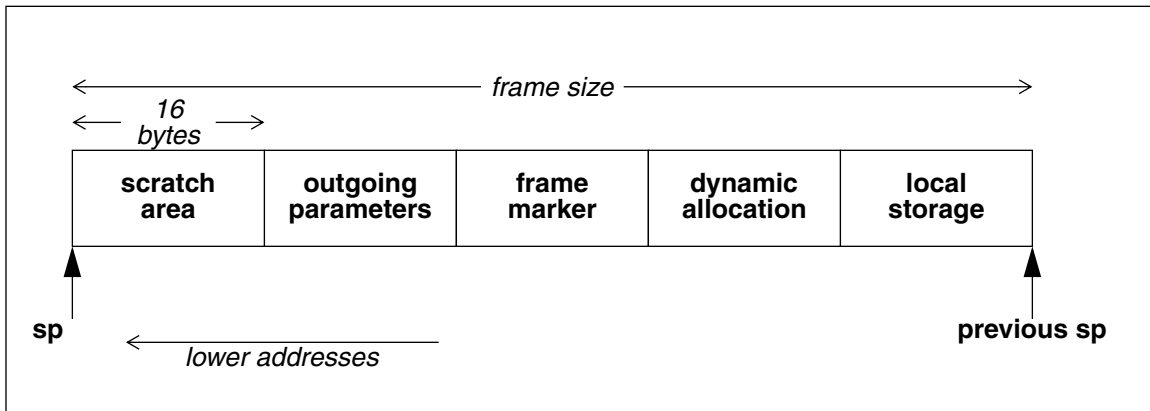 frame size
16
bytes
scratch
area
outgoing
parameters
frame
marker
dynamic
allocation
local
storage
sp
previous sp
lower addresses